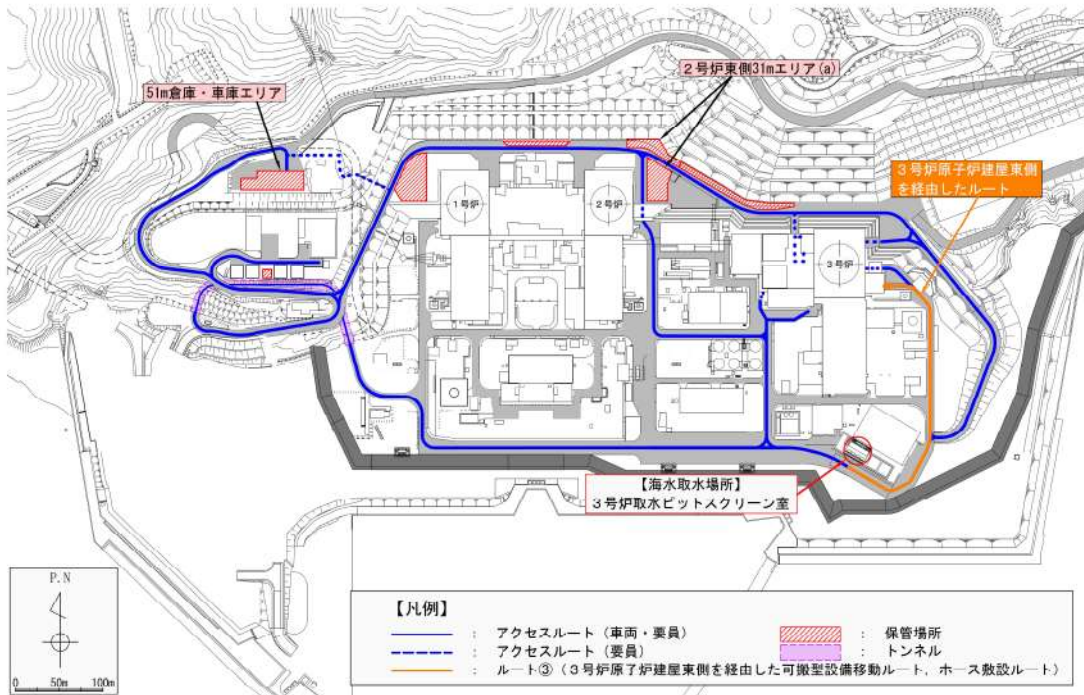 51m倉庫・車庫エリア
2号炉東側31mエリア(a)
3号炉原子炉建屋東側
を経由したルート
1号炉
2号炉
3号炉
【海水取水場所】
3号炉取水ピットスクリーン室
P.N
0 50m 100m
【凡例】
: アクセスルート（車両・要員）
: 保管場所
: アクセスルート（要員）
: トンネル
: ルート③（3号炉原子炉建屋東側を経由した可搬型設備移動ルート，ホース敷設ルート）